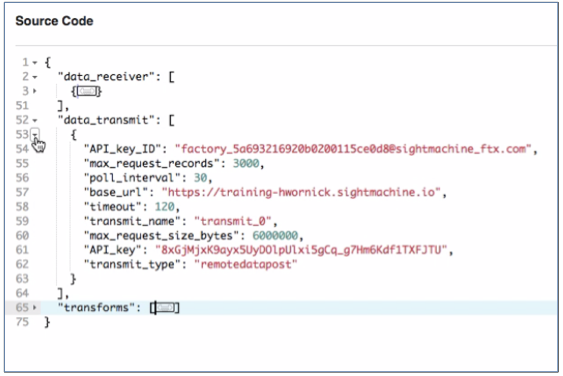 Source Code
1 {
2 "data_receiver": [
3 {}
51 ],
52 "data_transmit": [
53 {
54 "API_key_ID": "factory_5a693216920b0200115ce0d8@sightmachine_ftx.com",
55 "max_request_records": 3000,
56 "poll_interval": 30,
57 "base_url": "https://training-hwornick.sightmachine.io",
58 "timeout": 120,
59 "transmit_name": "transmit_0",
60 "max_request_size_bytes": 6000000,
61 "API_key": "8xGjMjxK9ayx5UyDOlpUlxi5gCq_g7Hm6Kdf1TXFJTU",
62 "transmit_type": "remotedatapost"
63 }
64 ],
65 "transforms": []
75 }